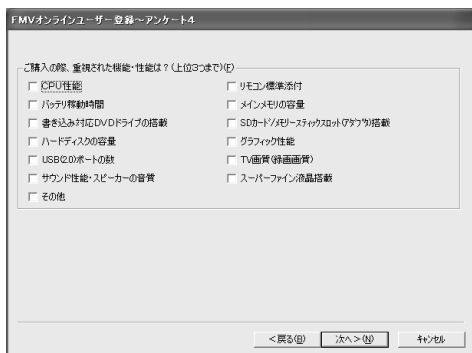 FMVオンラインユーザー登録～アンケート4
ご購入の際、重視された機能・性能は？(上位3つまで)(F)
CPU性能
リモコン標準添付
バッテリ稼動時間
メインメモリの容量
書き込み対応DVDドライブの搭載
SDカード/メモリースティックスロット(アダプタ)搭載
ハードディスクの容量
グラフィック性能
USB(2.0)ポートの数
TV画質(録画画質)
サウンド性能・スピーカーの音質
スーパーファイン液晶搭載
その他
<戻る(B) 次へ>(N) キャンセル